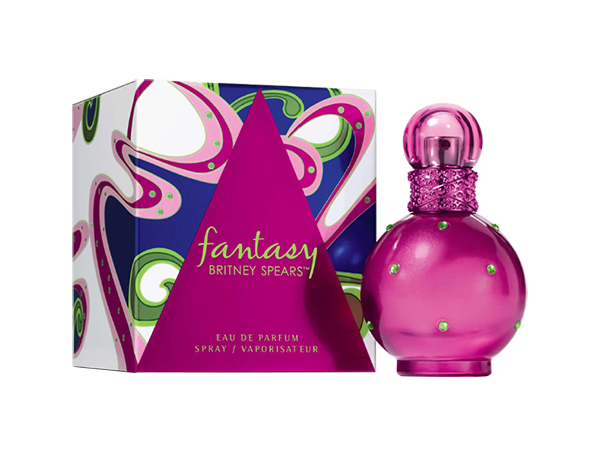 fantasy
BRITNEY SPEARS™
EAU DE PARFUM
SPRAY / VAPORISATEUR